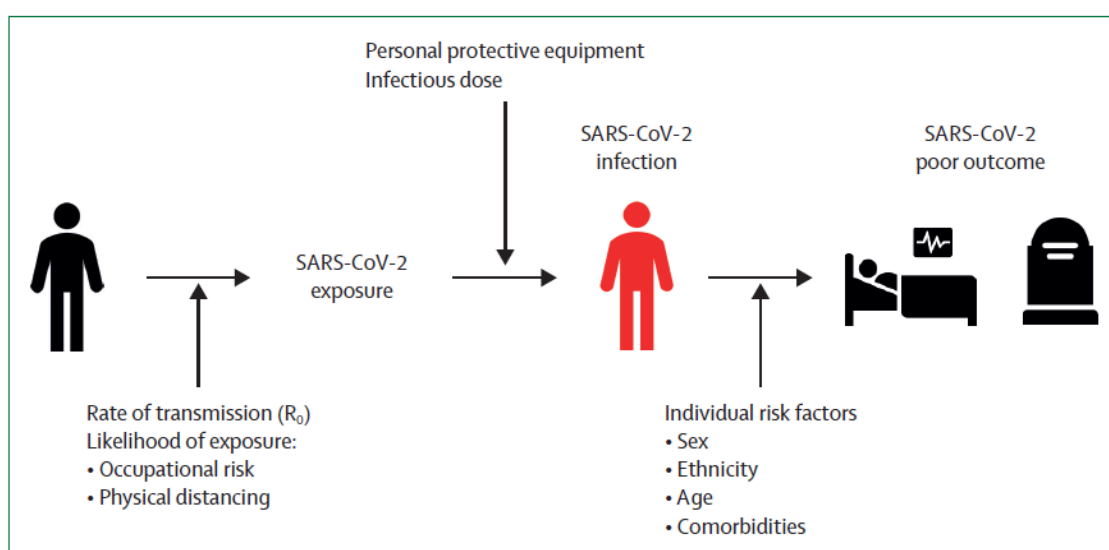 Personal protective equipment
Infectious dose
SARS-CoV-2
infection
SARS-CoV-2
poor outcome
SARS-CoV-2
exposure
Rate of transmission (R₀)
Likelihood of exposure:
• Occupational risk
• Physical distancing
Individual risk factors
• Sex
• Ethnicity
• Age
• Comorbidities